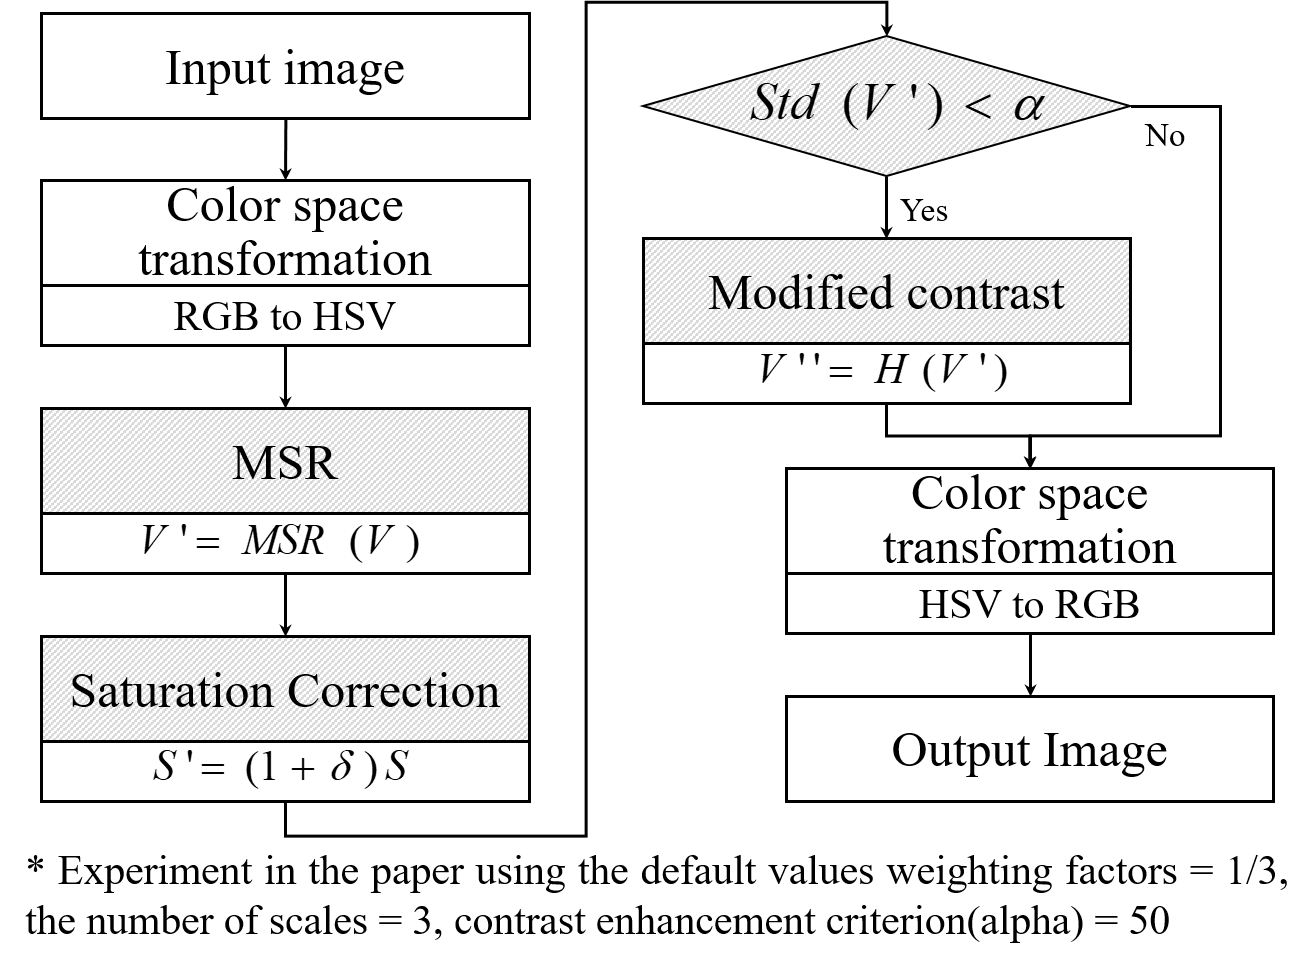 Input image
Color space
transformation
RGB to HSV
MSR
V ' = MSR (V )
Saturation Correction
S ' = (1 + δ ) S
Std (V ' ) < α
No
Yes
Modified contrast
V ' ' = H (V ' )
Color space
transformation
HSV to RGB
Output Image
* Experiment in the paper using the default values weighting factors = 1/3,
the number of scales = 3, contrast enhancement criterion(alpha) = 50